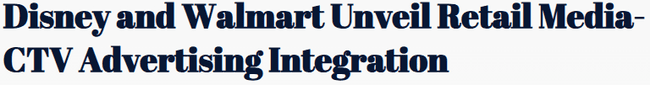 Disney and Walmart Unveil Retail Media-
CTV Advertising Integration